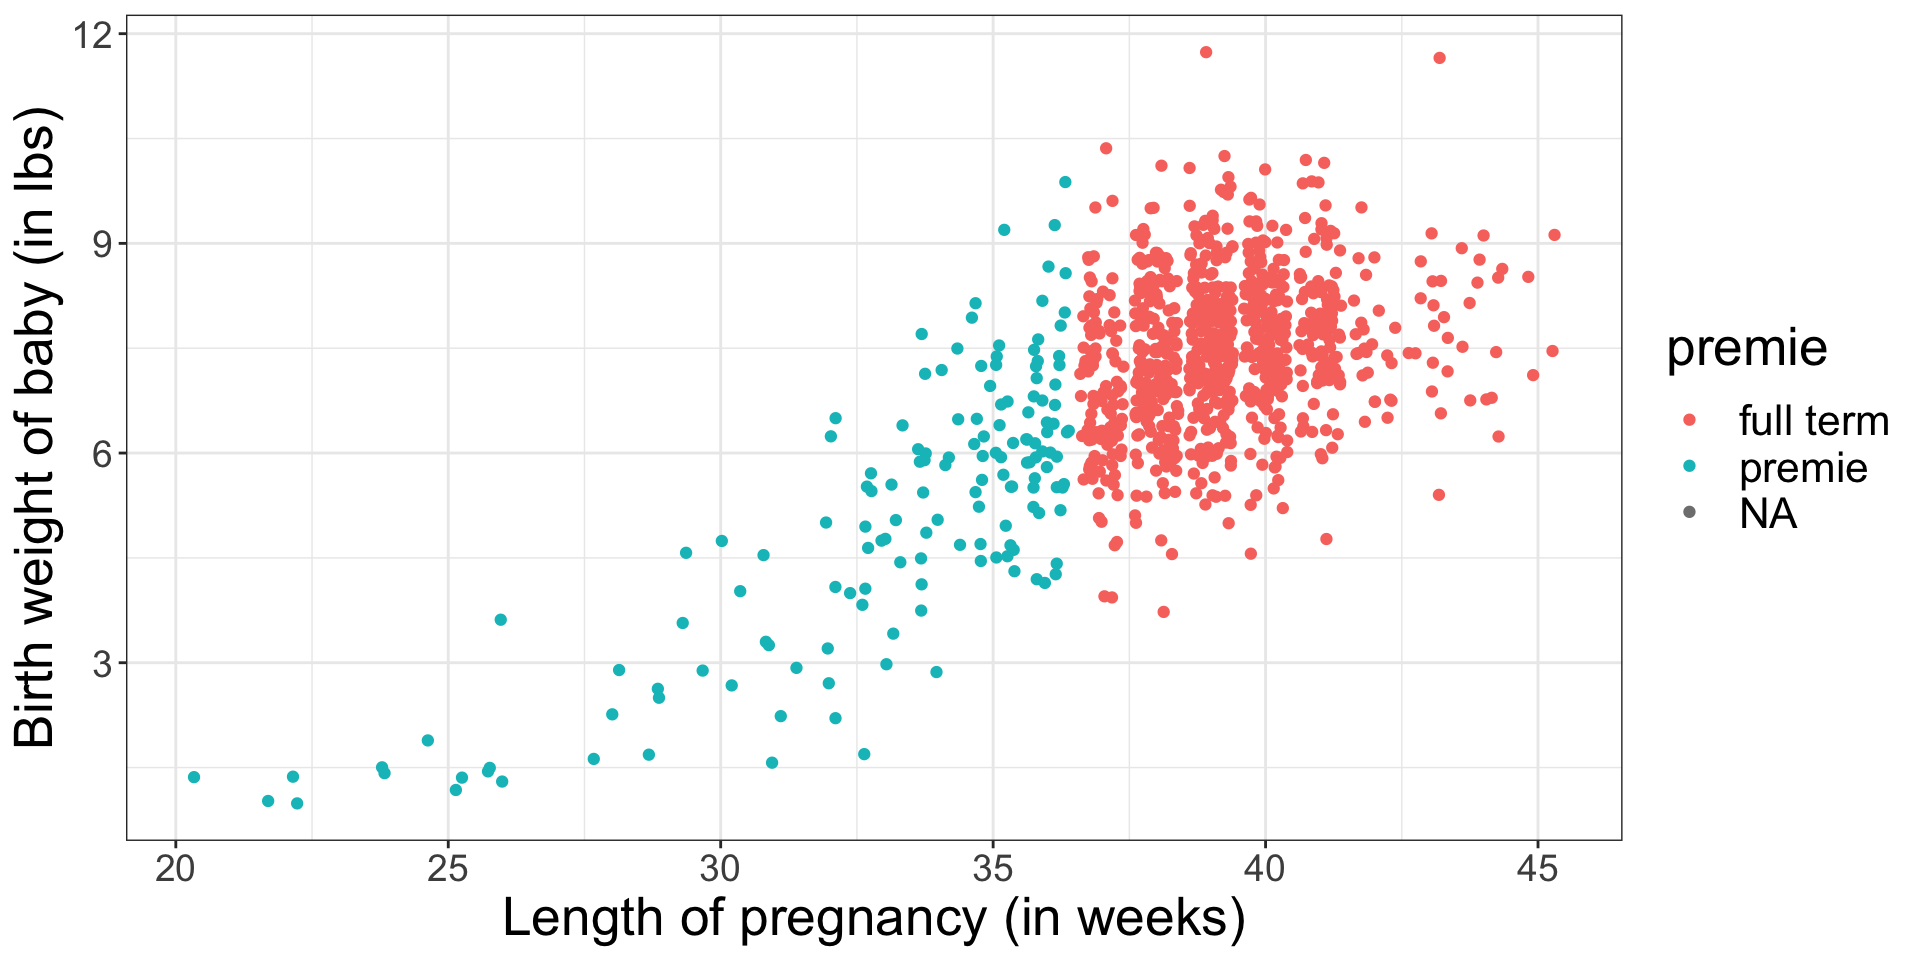 12
9
6
3
20 25 30 35 40 45
Length of pregnancy (in weeks)
Birth weight of baby (in lbs)
premie
full term
premie
NA